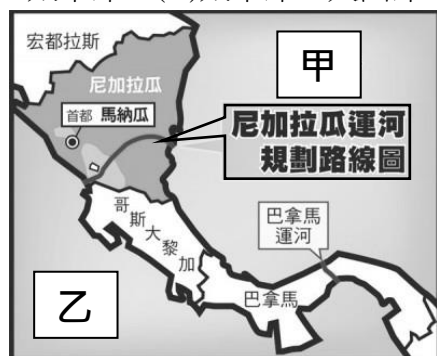 宏都拉斯
甲
尼加拉瓜
首都 馬納瓜
尼加拉瓜運河
規劃路線圖
哥斯大黎加
巴拿馬
運河
乙
巴拿馬